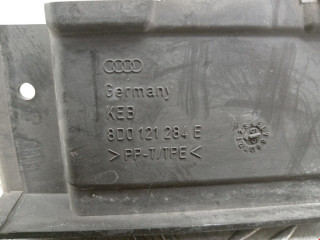 Germany
KEB
8D0 121 284 E
>PP-T/TPE<